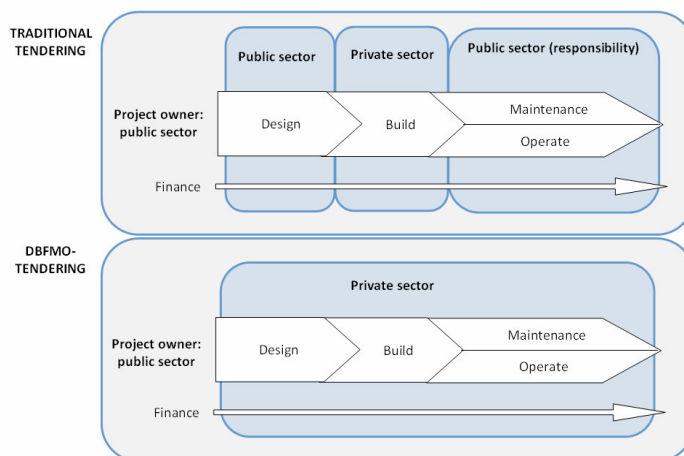 TRADITIONAL
TENDERING
Public sector
Private sector
Public sector (responsibility)
Project owner:
public sector
Design
Build
Maintenance
Operate
Finance
DBFMO-
TENDERING
Private sector
Project owner:
public sector
Design
Build
Maintenance
Operate
Finance